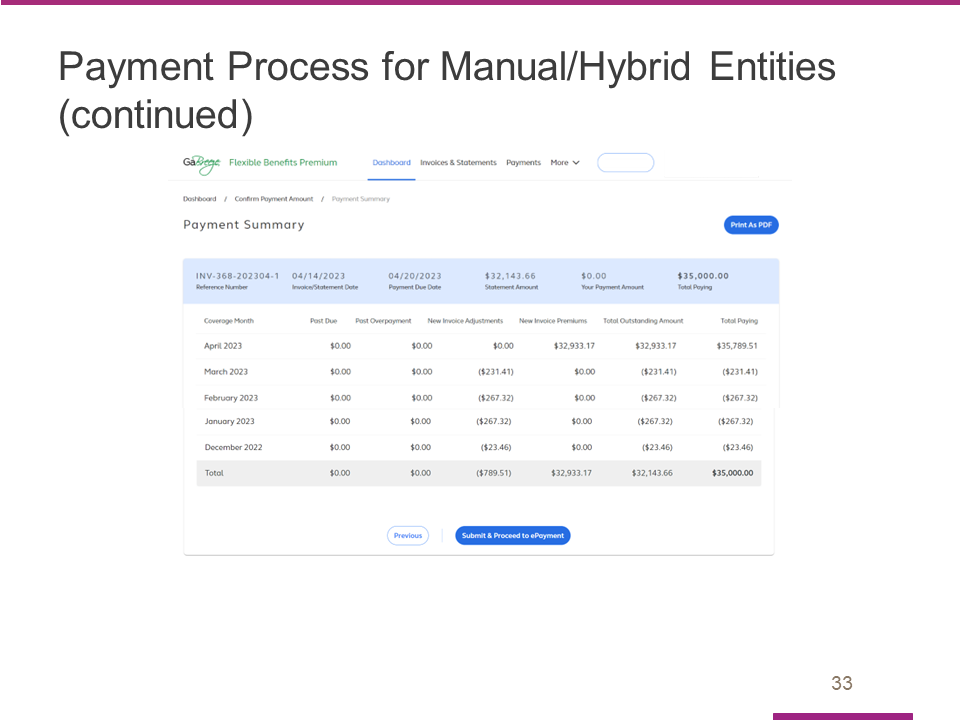 Payment Process for Manual/Hybrid Entities
(continued)
GaBreeze Flexible Benefits Premium Dashboard Invoices & Statements Payments More
Dashboard / Confirm Payment Amount / Payment Summary
Payment Summary Print As PDF
INV-368-202304-1 04/14/2023 04/20/2023 $32,143.66 $0.00 $35,000.00
Reference Number Invoice/Statement Date Payment Due Date Statement Amount Your Payment Amount Total Paying
Coverage Month Past Due Past Overpayment New Invoice Adjustments New Invoice Premiums Total Outstanding Amount Total Paying
April 2023 $0.00 $0.00 $0.00 $32,933.17 $32,933.17 $35,789.51
March 2023 $0.00 $0.00 ($231.41) $0.00 ($231.41) ($231.41)
February 2023 $0.00 $0.00 ($267.32) $0.00 ($267.32) ($267.32)
January 2023 $0.00 $0.00 ($267.32) $0.00 ($267.32) ($267.32)
December 2022 $0.00 $0.00 ($23.46) $0.00 ($23.46) ($23.46)
Total $0.00 $0.00 ($789.51) $32,933.17 $32,143.66 $35,000.00
Previous Submit & Proceed to ePayment
33